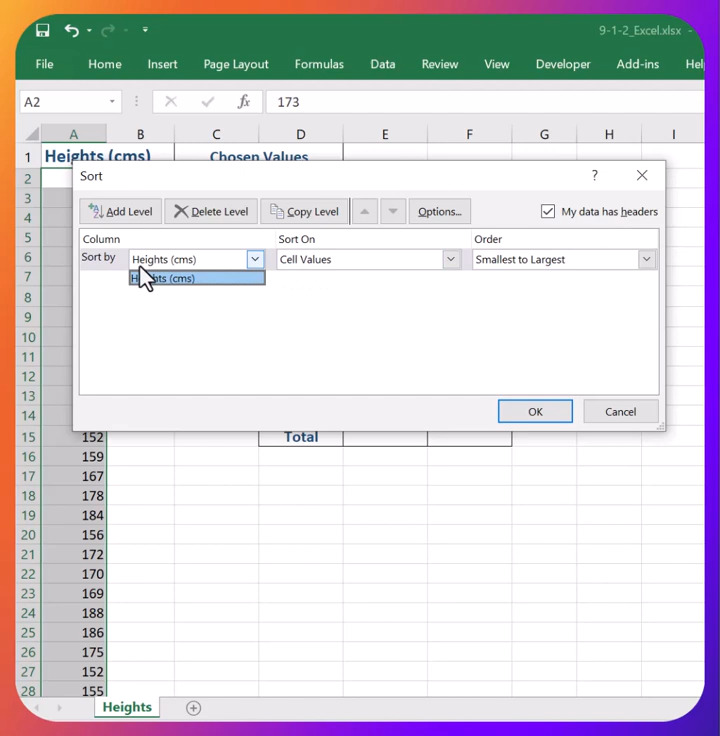 9-1-2_Excel.xlsx -
File Home Insert Page Layout Formulas Data Review View Developer Add-ins Hel
A2 fx 173
A B C D E F G H I
1 Heights (cms) Chosen Values
Sort ? 
2
Add Level Delete Level Copy Level Options... My data has headers
3
4
5 Column Sort On Order
6 Sort by Heights (cms) Cell Values Smallest to Largest
7 Heights (cms)
8
9
10
11
12
13
14 OK Cancel
15 152 Total
16 159
17 167
18 178
19 184
20 156
21 172
22 170
23 169
24 188
25 186
26 175
27 152
28 155
Heights